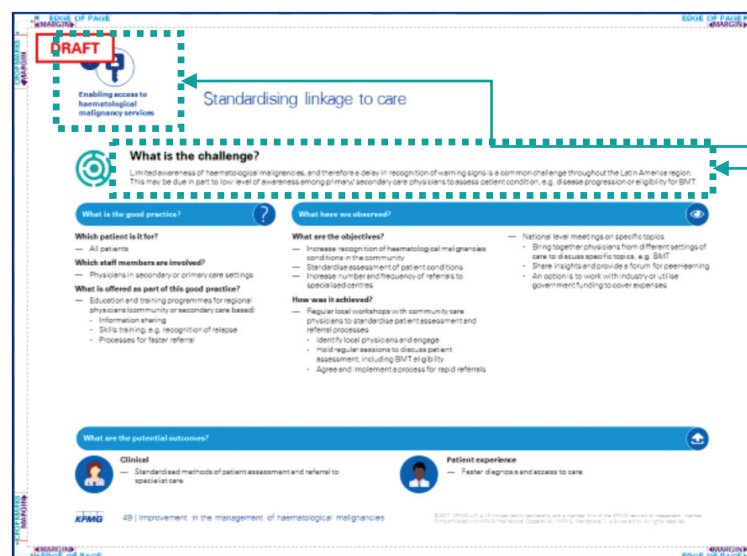 EDGE OF PAGE
EDGE OF PAGE
MARGIN
MARGIN
CROPMARKS
MARGIN
DRAFT
Enabling access to
haematological
malignancy services
Standardising linkage to care
What is the challenge?
Limited awareness of haematological malignancies, and therefore a delay in recognition of warning signs is a common challenge throughout the Latin America region.
This may be due in part to low level of awareness among primary/ secondary care physicians to assess patient condition, e.g. disease progression or eligibility for BMT.
What is the good practice?
?
Which patient is it for?
— All patients
Which staff members are involved?
— Physicians in secondary or primary care settings
What is offered as part of this good practice?
— Education and training programmes for regional
physicians (community or secondary care based)
- Information sharing
- Skills training, e.g. recognition of relapse
- Processes for faster referral
What have we observed?
What are the objectives?
— Increase recognition of haematological malignancies
conditions in the community
— Standardise assessment of patient conditions
— Increase number and frequency of referrals to
specialised centres
How was it achieved?
— Regular local workshops with community care
physicians to standardise patient assessment and
referral processes
- Identify local physicians and engage
- Hold regular sessions to discuss patient
assessment, including BMT eligibility
- Agree and implement a process for rapid referrals
— National level meetings on specific topics
- Bring together physicians from different settings of
care to discuss specific topics, e.g. BMT
- Share insights and provide a forum for peer-learning
- An option is to work with industry or utilise
government funding to cover expenses
What are the potential outcomes?
Clinical
— Standardised methods of patient assessment and referral to
specialist care
Patient experience
— Faster diagnosis and access to care
KPMG
49 | Improvement in the management of haematological malignancies
CROPMARKS
MARGIN
MARGIN
MARGIN
EDGE OF PAGE
EDGE OF PAGE